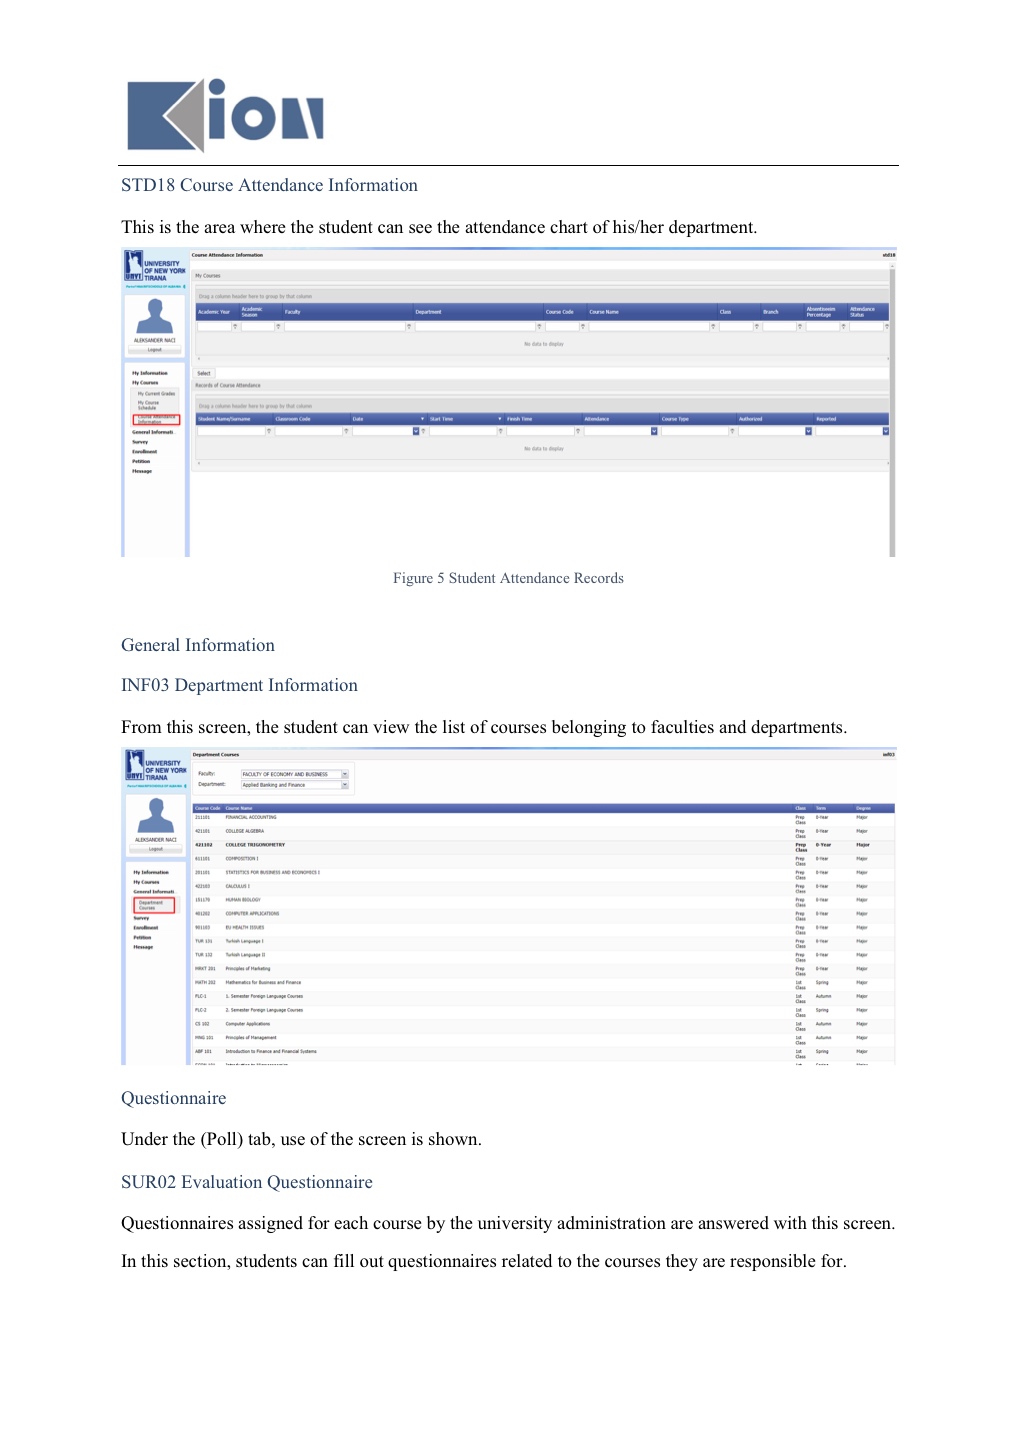 Kion
STD18 Course Attendance Information
This is the area where the student can see the attendance chart of his/her department.
UNIVERSITY
OF NEW YORK
TIRANA
UNYT
Course Attendance Information
std18
My Courses
Drag a column header here to group by that column
Academic Year Academic Season Faculty Department Course Code Course Name Class Branch Absenteeism Percentage Attendance Status
No data to display
Select
Records of Course Attendance
Drag a column header here to group by that column
Student Name/Surname Classroom Code Date Start Time Finish Time Attendance Course Type Authorized Reported
No data to display
ALEKSANDER NACI
Logout
My Information
My Courses
My Current Grades
My Course
Schedule
Course Attendance
Information
General Informati.
Survey
Enrollment
Petition
Message
Figure 5 Student Attendance Records
General Information
INF03 Department Information
From this screen, the student can view the list of courses belonging to faculties and departments.
UNIVERSITY
OF NEW YORK
TIRANA
UNYT
ALEKSANDER NACI
Logout
My Information
My Courses
General Informati.
Department
Courses
Survey
Enrollment
Petition
Message
Department Courses
inf03
Faculty: FACULTY OF ECONOMY AND BUSINESS
Department: Applied Banking and Finance
Course Code Course Name Class Term Degree
211101 FINANCIAL ACCOUNTING Prep Class 0-Year Major
421101 COLLEGE ALGEBRA Prep Class 0-Year Major
421102 COLLEGE TRIGONOMETRY Prep Class 0-Year Major
611101 COMPOSITION I Prep Class 0-Year Major
201101 STATISTICS FOR BUSINESS AND ECONOMICS I Prep Class 0-Year Major
422103 CALCULUS I Prep Class 0-Year Major
151170 HUMAN BIOLOGY Prep Class 0-Year Major
401202 COMPUTER APPLICATIONS Prep Class 0-Year Major
901103 EU HEALTH ISSUES Prep Class 0-Year Major
TUR 131 Turkish Language I Prep Class 0-Year Major
TUR 132 Turkish Language II Prep Class 0-Year Major
MRKT 201 Principles of Marketing Prep Class 0-Year Major
MATH 202 Mathematics for Business and Finance 1st Class Spring Major
FLC-1 1. Semester Foreign Language Courses 1st Class Autumn Major
FLC-2 2. Semester Foreign Language Courses 1st Class Spring Major
CS 102 Computer Applications 1st Class Autumn Major
MNG 101 Principles of Management 1st Class Autumn Major
ABF 101 Introduction to Finance and Financial Systems 1st Class Spring Major
Questionnaire
Under the (Poll) tab, use of the screen is shown.
SUR02 Evaluation Questionnaire
Questionnaires assigned for each course by the university administration are answered with this screen.
In this section, students can fill out questionnaires related to the courses they are responsible for.